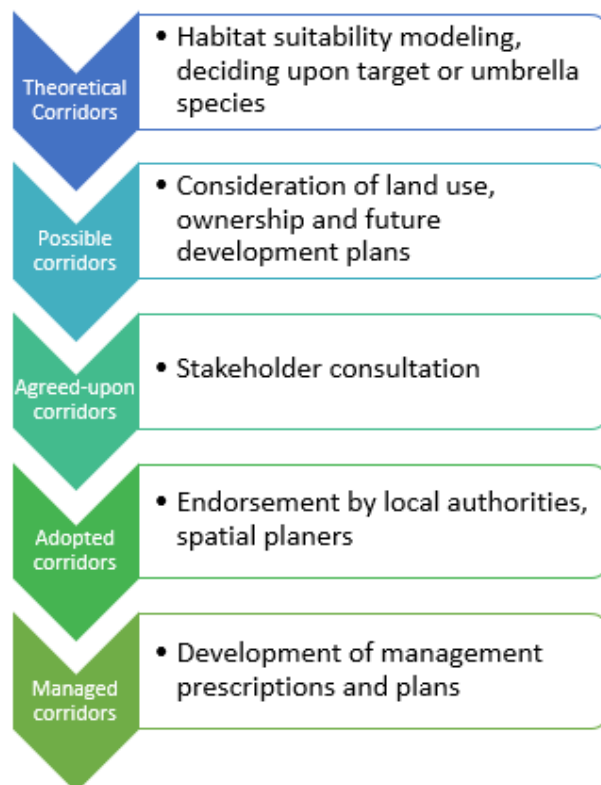 Theoretical
Corridors
• Habitat suitability modeling,
deciding upon target or umbrella
species
Possible
corridors
• Consideration of land use,
ownership and future
development plans
Agreed-upon
corridors
• Stakeholder consultation
Adopted
corridors
• Endorsement by local authorities,
spatial planers
Managed
corridors
• Development of management
prescriptions and plans